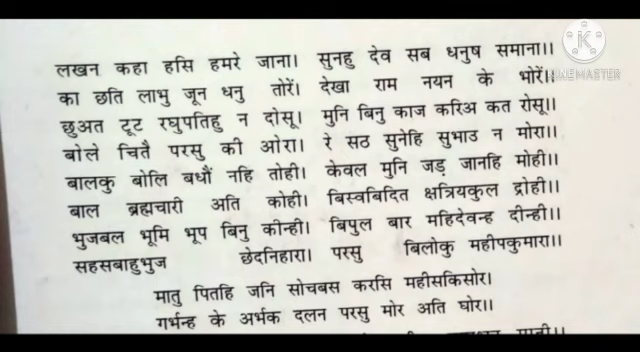 लखन कहा हसि हमरे जाना। सुनहु देव सब धनुष समाना।।
का छति लाभु जून धनु तोरें। देखा राम नयन के भोरें।।
छुअत टूट रघुपतिहु न दोसू। मुनि बिनु काज करिअ कत रोसू।।
बोले चितै परसु की ओरा। रे सठ सुनेहि सुभाउ न मोरा।।
बालकु बोलि बधौं नहि तोही। केवल मुनि जड़ जानहि मोही।।
बाल ब्रह्मचारी अति कोही। बिस्वबिदित क्षत्रियकुल द्रोही।।
भुजबल भूमि भूप बिनु कीन्ही। बिपुल बार महिदेवन्ह दीन्ही।।
सहसबाहुभुज छेदनिहारा। परसु बिलोकु महीपकुमारा।।
मातु पितहि जनि सोचबस करसि महीसकिसोर।
गर्भन्ह के अर्भक दलन परसु मोर अति घोर।।
KINEMASTER